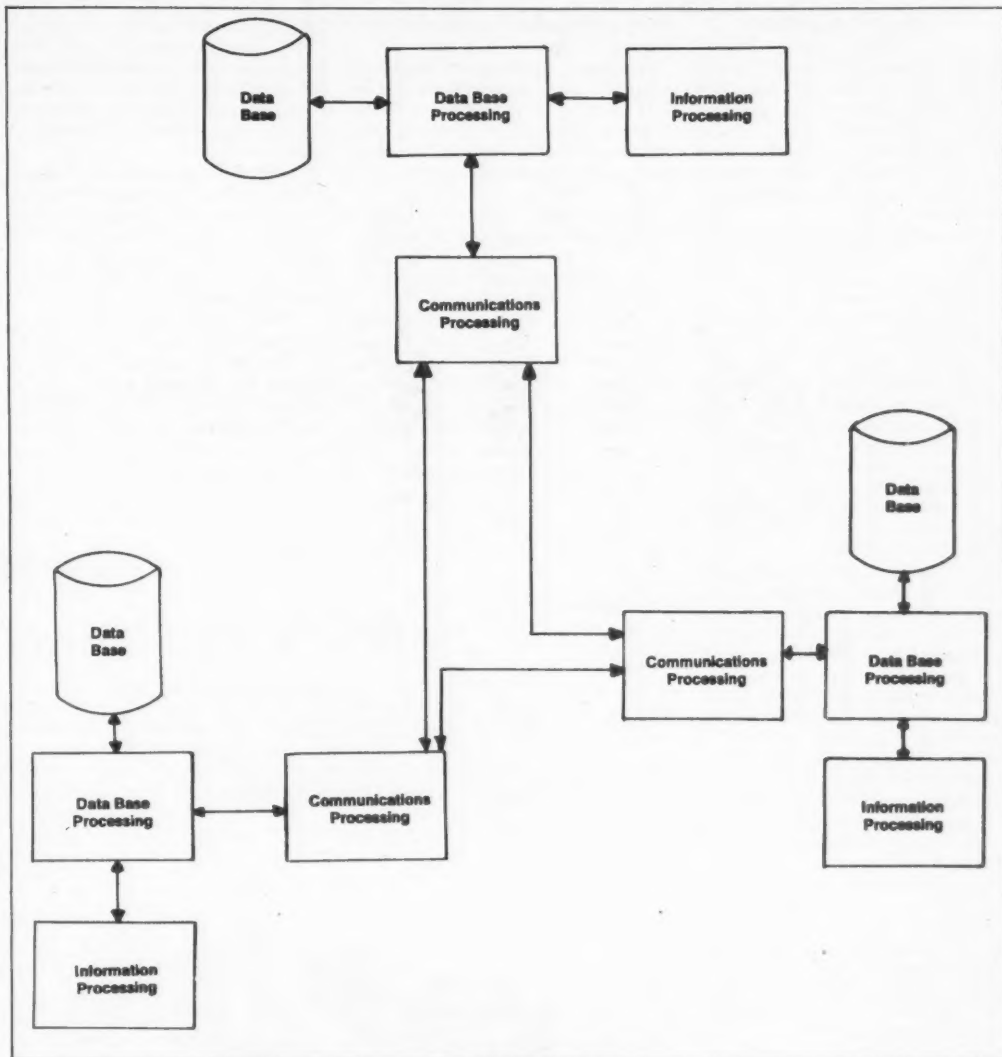 Data
Base
Data Base
Processing
Information
Processing
Communications
Processing
Data
Base
Data
Base
Communications
Processing
Data Base
Processing
Data Base
Processing
Communications
Processing
Information
Processing
Information
Processing